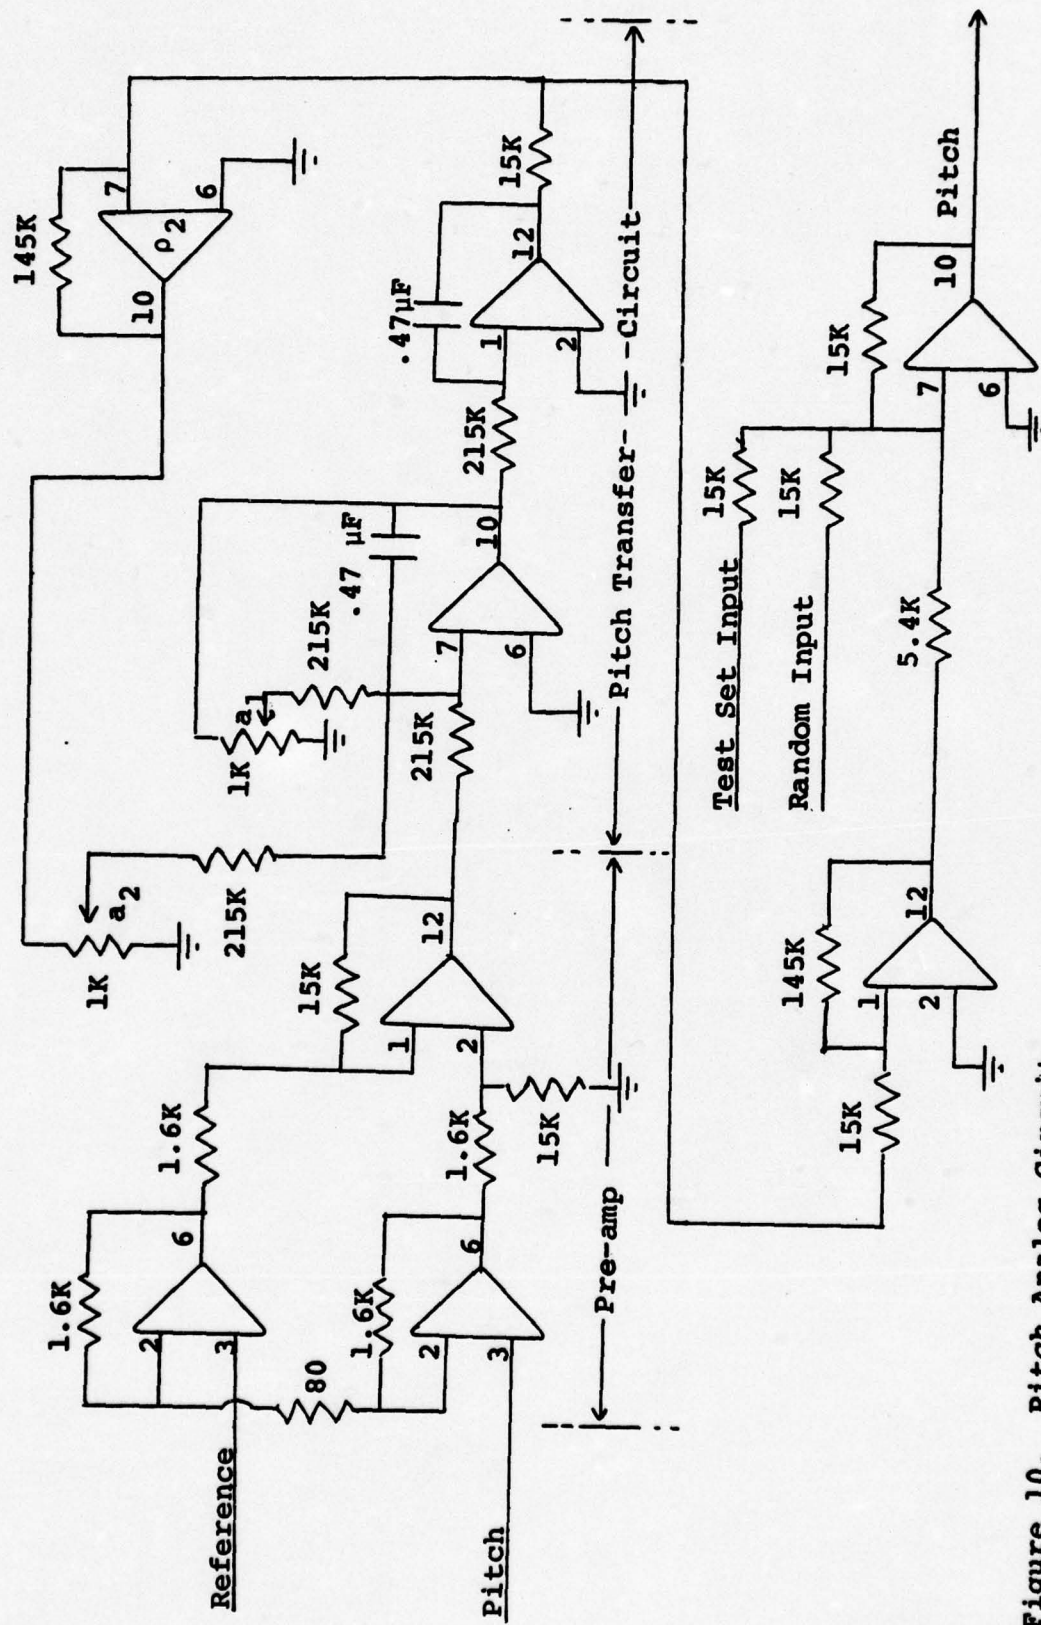 Reference
Pitch
1.6K
2
3
6
80
1.6K
2
3
6
1.6K
1.6K
15K
15K
1
2
12
1K
a2
215K
1K
a1
215K
.47
μF
215K
7
6
10
215K
.47μF
1
2
12
15K
145K
7
6
10
ρ2
Pre-amp
Pitch Transfer
Circuit
15K
145K
1
2
12
5.4K
Test Set Input
15K
Random Input
15K
15K
7
6
10
Pitch
Figure 10. Pitch Analog Circuit